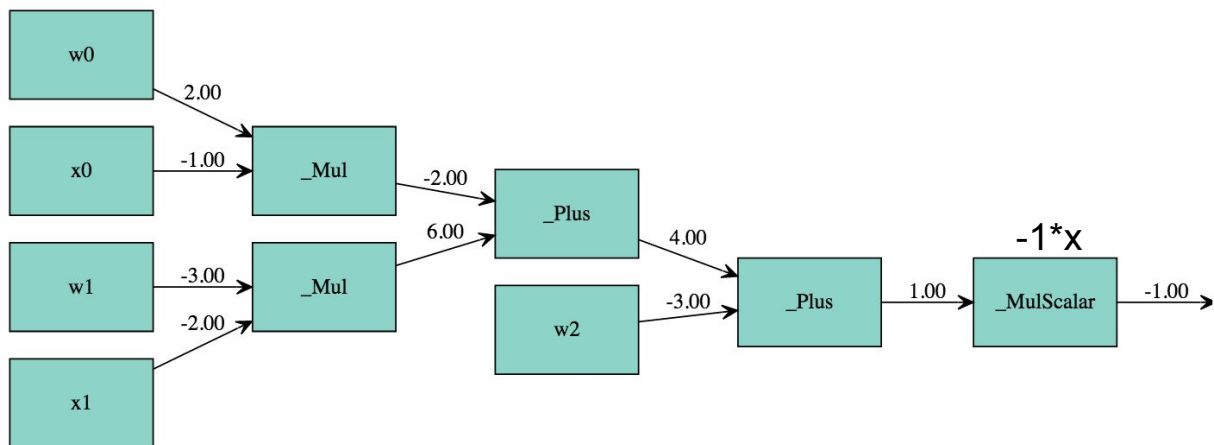 w0
2.00
x0
-1.00
_Mul
-2.00
_Plus
6.00
4.00
-1*x
w1
-3.00
_Mul
-2.00
w2
-3.00
_Plus
1.00
_MulScalar
-1.00
x1